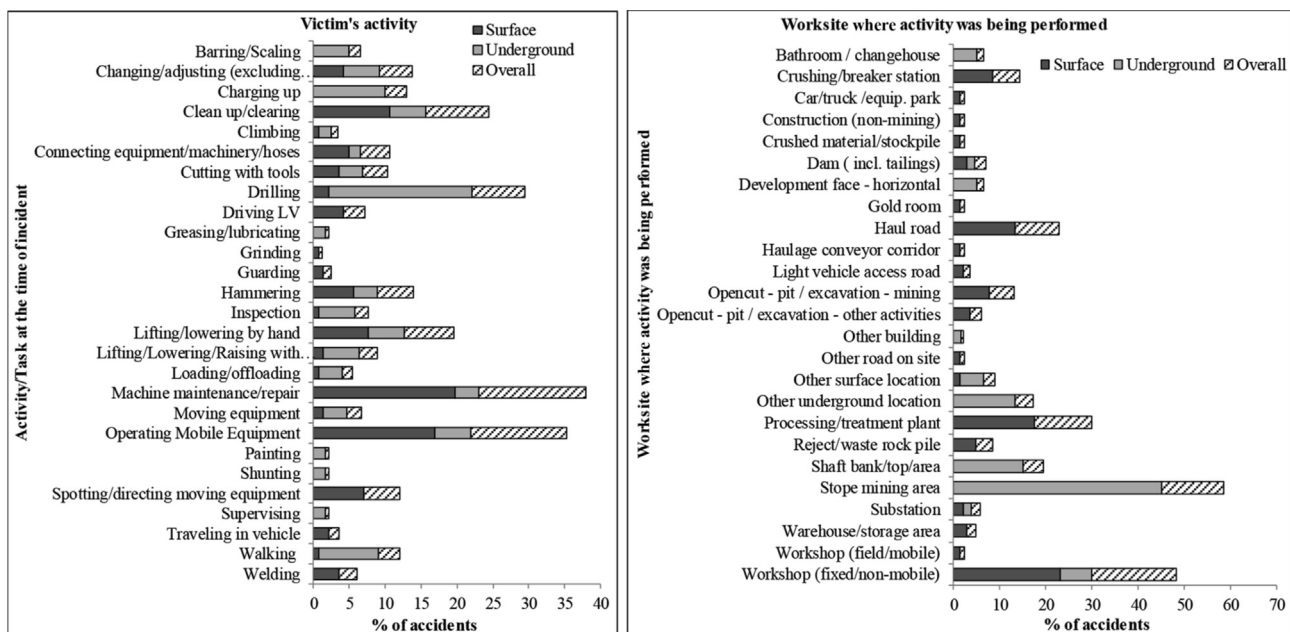 Victim's activity
Surface
Underground
Overall
Activity/Task at the time of incident
Barring/Scaling
Changing/adjusting (excluding..
Charging up
Clean up/clearing
Climbing
Connecting equipment/machinery/hoses
Cutting with tools
Drilling
Driving LV
Greasing/lubricating
Grinding
Guarding
Hammering
Inspection
Lifting/lowering by hand
Lifting/Lowering/Raising with..
Loading/offloading
Machine maintenance/repair
Moving equipment
Operating Mobile Equipment
Painting
Shunting
Spotting/directing moving equipment
Supervising
Traveling in vehicle
Walking
Welding
0 5 10 15 20 25 30 35 40
% of accidents
Worksite where activity was being performed
Surface Underground Overall
Worksite where activity was being performed
Bathroom / changehouse
Crushing/breaker station
Car/truck /equip. park
Construction (non-mining)
Crushed material/stockpile
Dam ( incl. tailings)
Development face - horizontal
Gold room
Haul road
Haulage conveyor corridor
Light vehicle access road
Opencut - pit / excavation - mining
Opencut - pit / excavation - other activities
Other building
Other road on site
Other surface location
Other underground location
Processing/treatment plant
Reject/waste rock pile
Shaft bank/top/area
Stope mining area
Substation
Warehouse/storage area
Workshop (field/mobile)
Workshop (fixed/non-mobile)
0 10 20 30 40 50 60 70
% of accidents